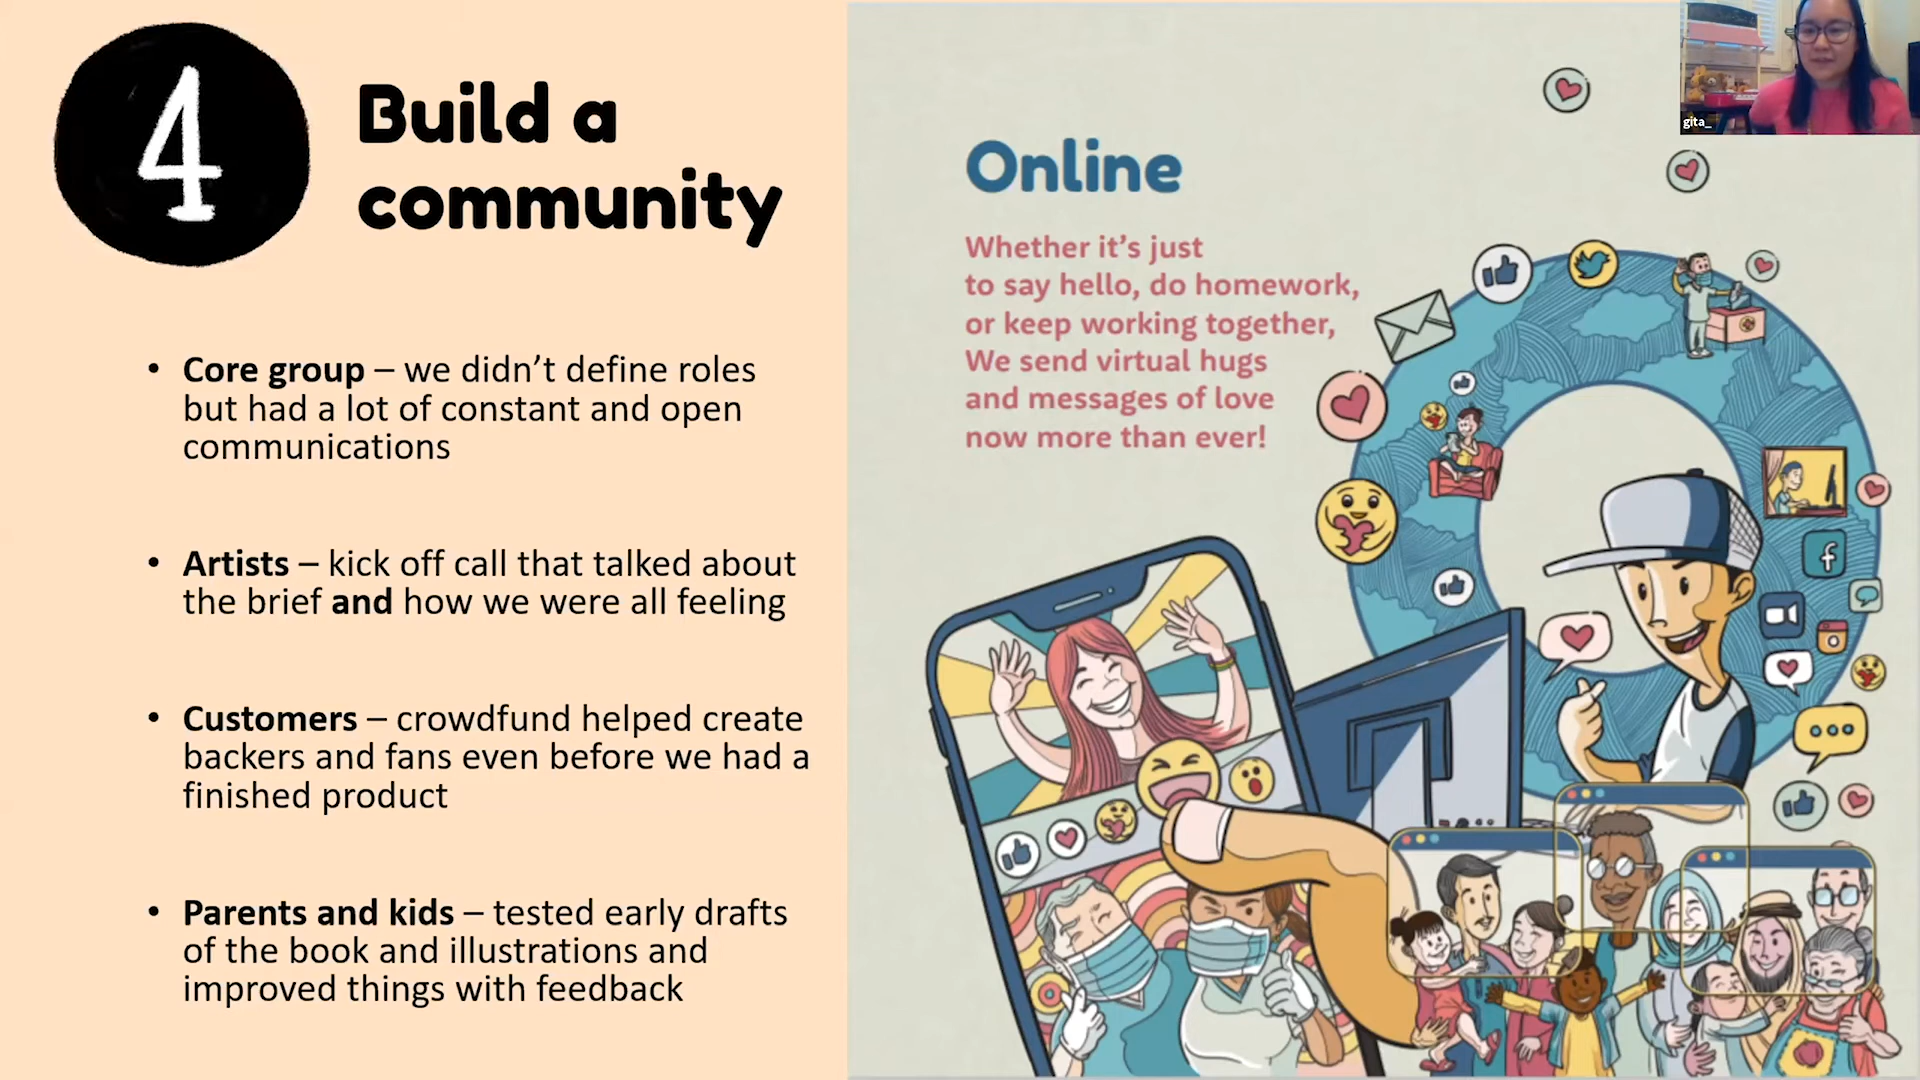 4
Build a
community
• Core group – we didn't define roles
but had a lot of constant and open
communications
• Artists – kick off call that talked about
the brief and how we were all feeling
• Customers – crowdfund helped create
backers and fans even before we had a
finished product
• Parents and kids – tested early drafts
of the book and illustrations and
improved things with feedback
Online
Whether it's just
to say hello, do homework,
or keep working together,
We send virtual hugs
and messages of love
now more than ever!
f
gita_